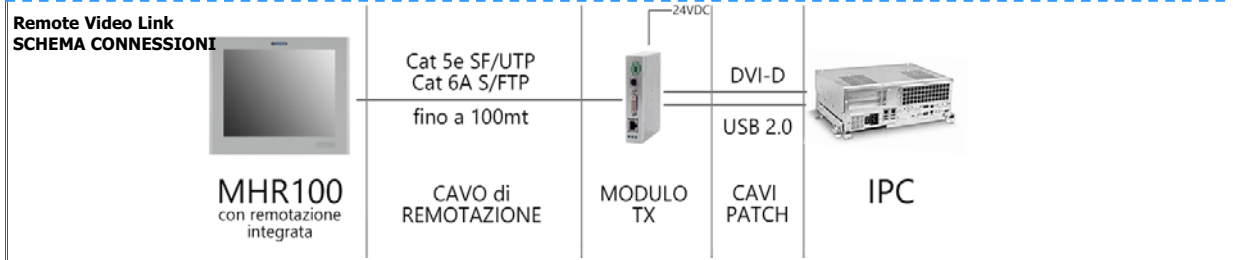 Remote Video Link
SCHEMA CONNESSIONI
24VDC
Cat 5e SF/UTP
Cat 6A S/FTP
fino a 100mt
DVI-D
USB 2.0
MHR100
con remotazione
integrata
CAVO di
REMOTAZIONE
MODULO
TX
CAVI
PATCH
IPC